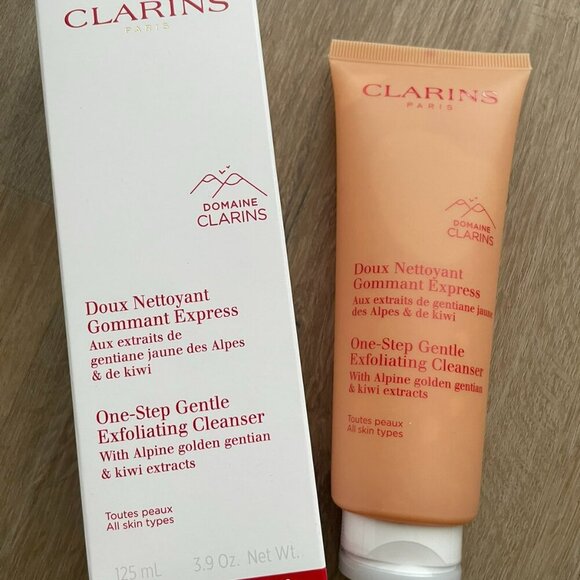 CLARINS
PARIS
DOMAINE
CLARINS
Doux Nettoyant
Gommant Express
Aux extraits de
gentiane jaune des Alpes
& de kiwi
One-Step Gentle
Exfoliating Cleanser
With Alpine golden gentian
& kiwi extracts
Toutes peaux
All skin types
125 mL 3.9 Oz. Net Wt.
CLARINS
PARIS
DOMAINE
CLARINS
Doux Nettoyant
Gommant Express
Aux extraits de gentiane jaune
des Alpes & de kiwi
One-Step Gentle
Exfoliating Cleanser
With Alpine golden gentian
& kiwi extracts
Toutes peaux
All skin types